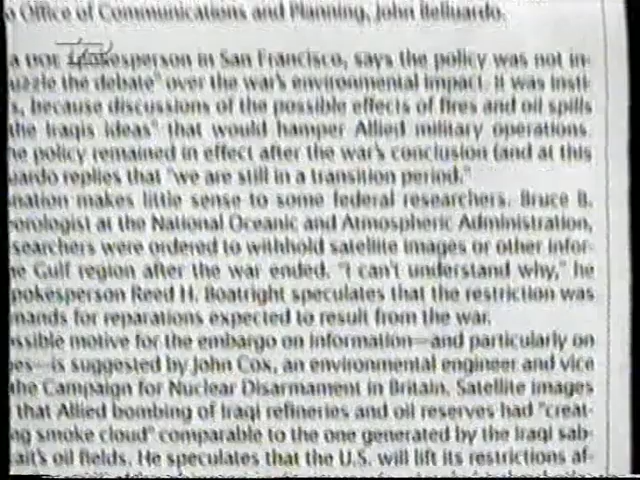 o Office of Communications and Planning, John Belluardo.
a DOE spokesperson in San Francisco, says the policy was not in-
uzzle the debate" over the war's environmental impact. It was insti-
s, because discussions of the possible effects of fires and oil spills
the Iraqis ideas" that would hamper Allied military operations.
he policy remained in effect after the war's conclusion (and at this
uardo replies that "we are still in a transition period."
nation makes little sense to some federal researchers. Bruce B.
eorologist at the National Oceanic and Atmospheric Administration,
searchers were ordered to withhold satellite images or other infor-
he Gulf region after the war ended. "I can't understand why," he
pokesperson Reed H. Boatright speculates that the restriction was
mands for reparations expected to result from the war.
ossible motive for the embargo on information—and particularly on
es—is suggested by John Cox, an environmental engineer and vice
the Campaign for Nuclear Disarmament in Britain. Satellite images
that Allied bombing of Iraqi refineries and oil reserves had "creat-
ng smoke cloud" comparable to the one generated by the Iraqi sab-
ait's oil fields. He speculates that the U.S. will lift its restrictions af-